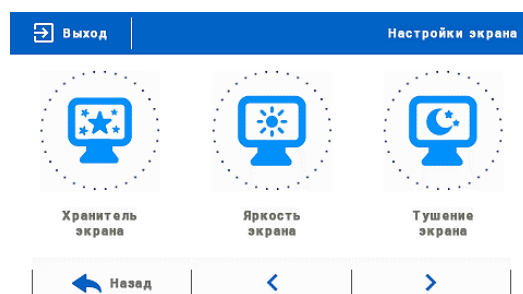 Выход
Настройки экрана
Хранитель
экрана
Яркость
экрана
Тушение
экрана
Назад